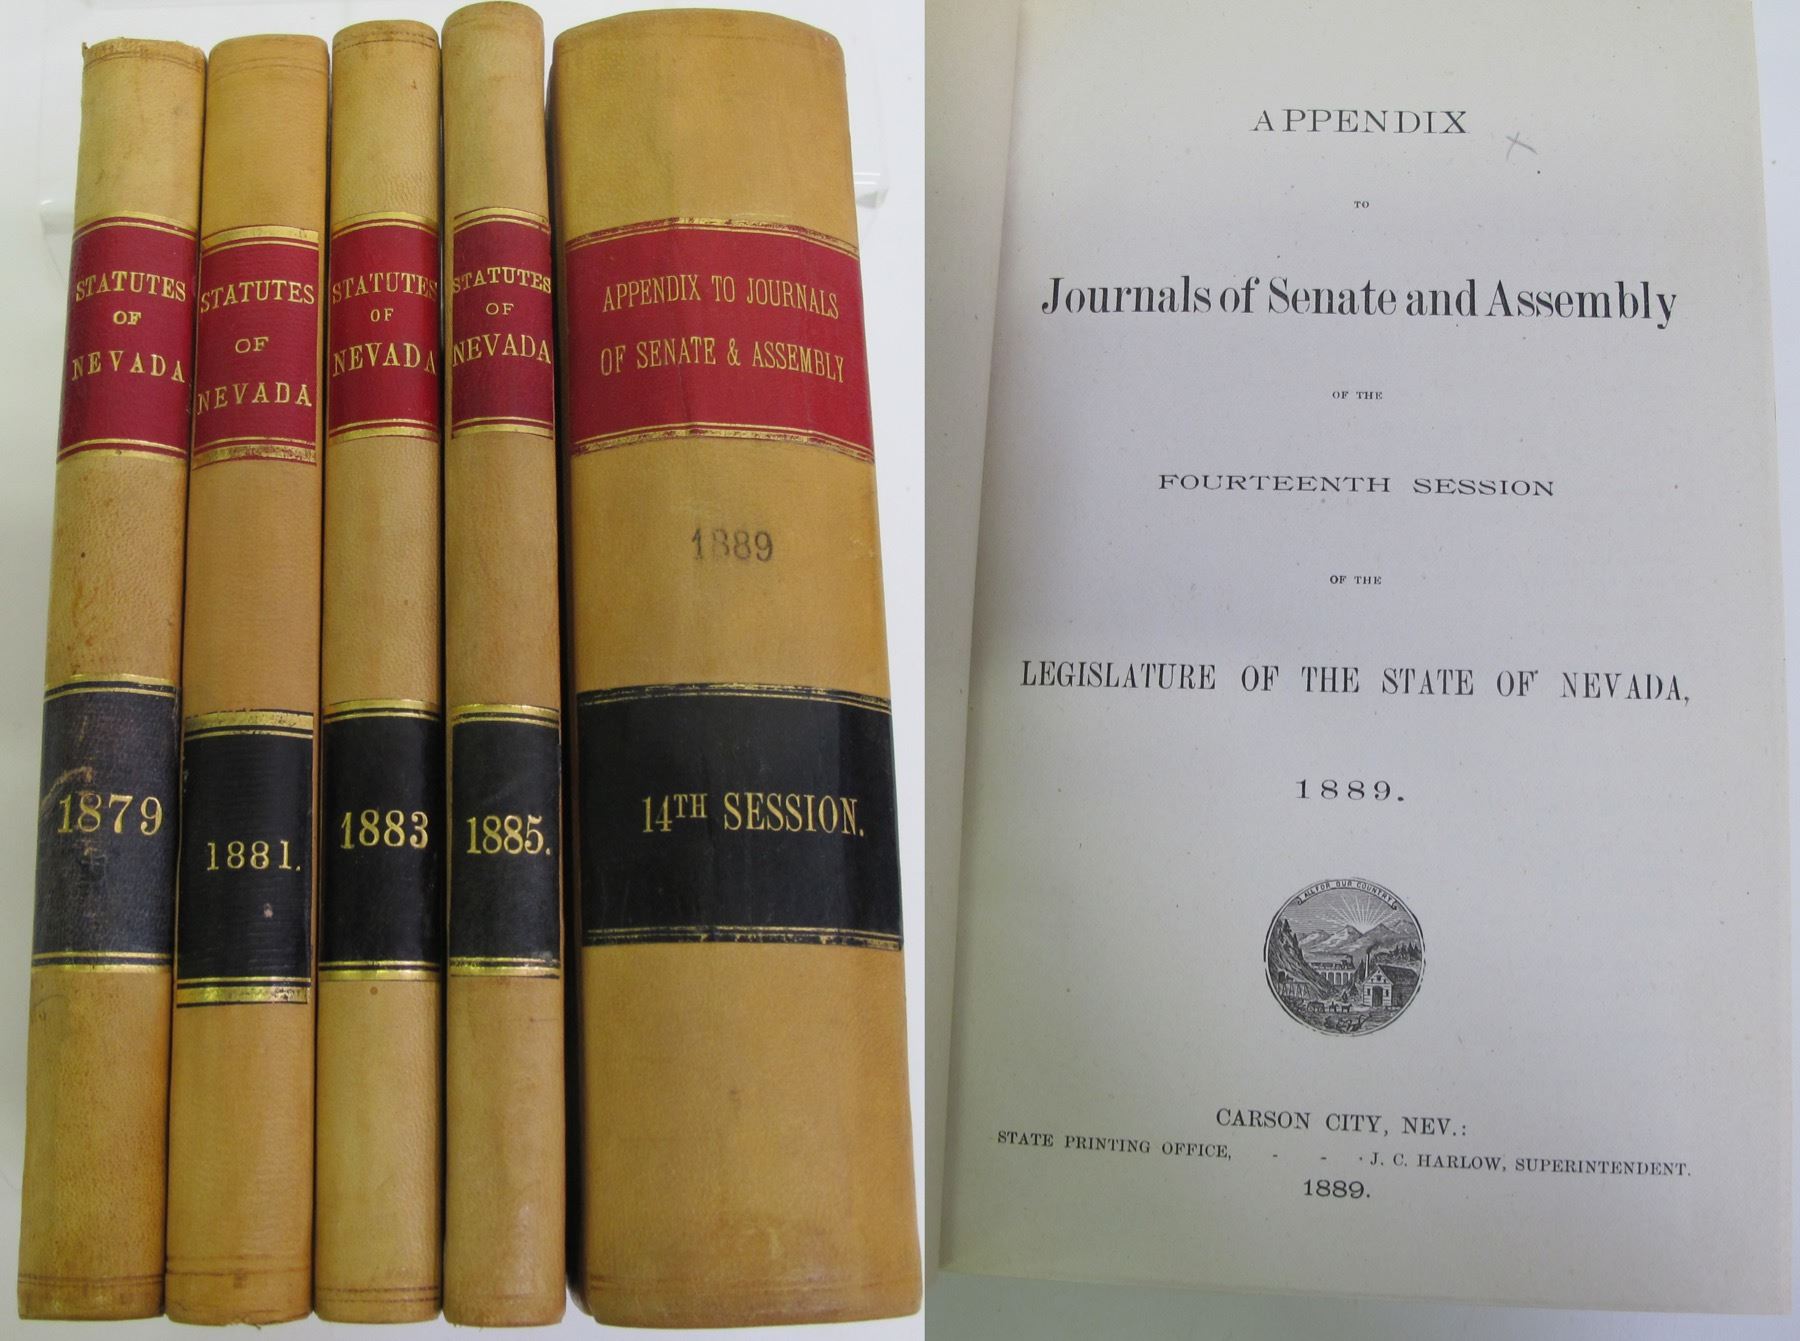 STATUTES
OF
NEVADA
1879
STATUTES
OF
NEVADA
1881.
STATUTES
OF
NEVADA
1883
STATUTES
OF
NEVADA
1885.
APPENDIX TO JOURNALS
OF SENATE & ASSEMBLY
1889
14TH SESSION.
APPENDIX
TO
Journals of Senate and Assembly
OF THE
FOURTEENTH SESSION
OF THE
LEGISLATURE OF THE STATE OF NEVADA,
1889.
ALL FOR OUR COUNTRY
CARSON CITY, NEV.:
STATE PRINTING OFFICE, - - - J. C. HARLOW, SUPERINTENDENT.
1889.